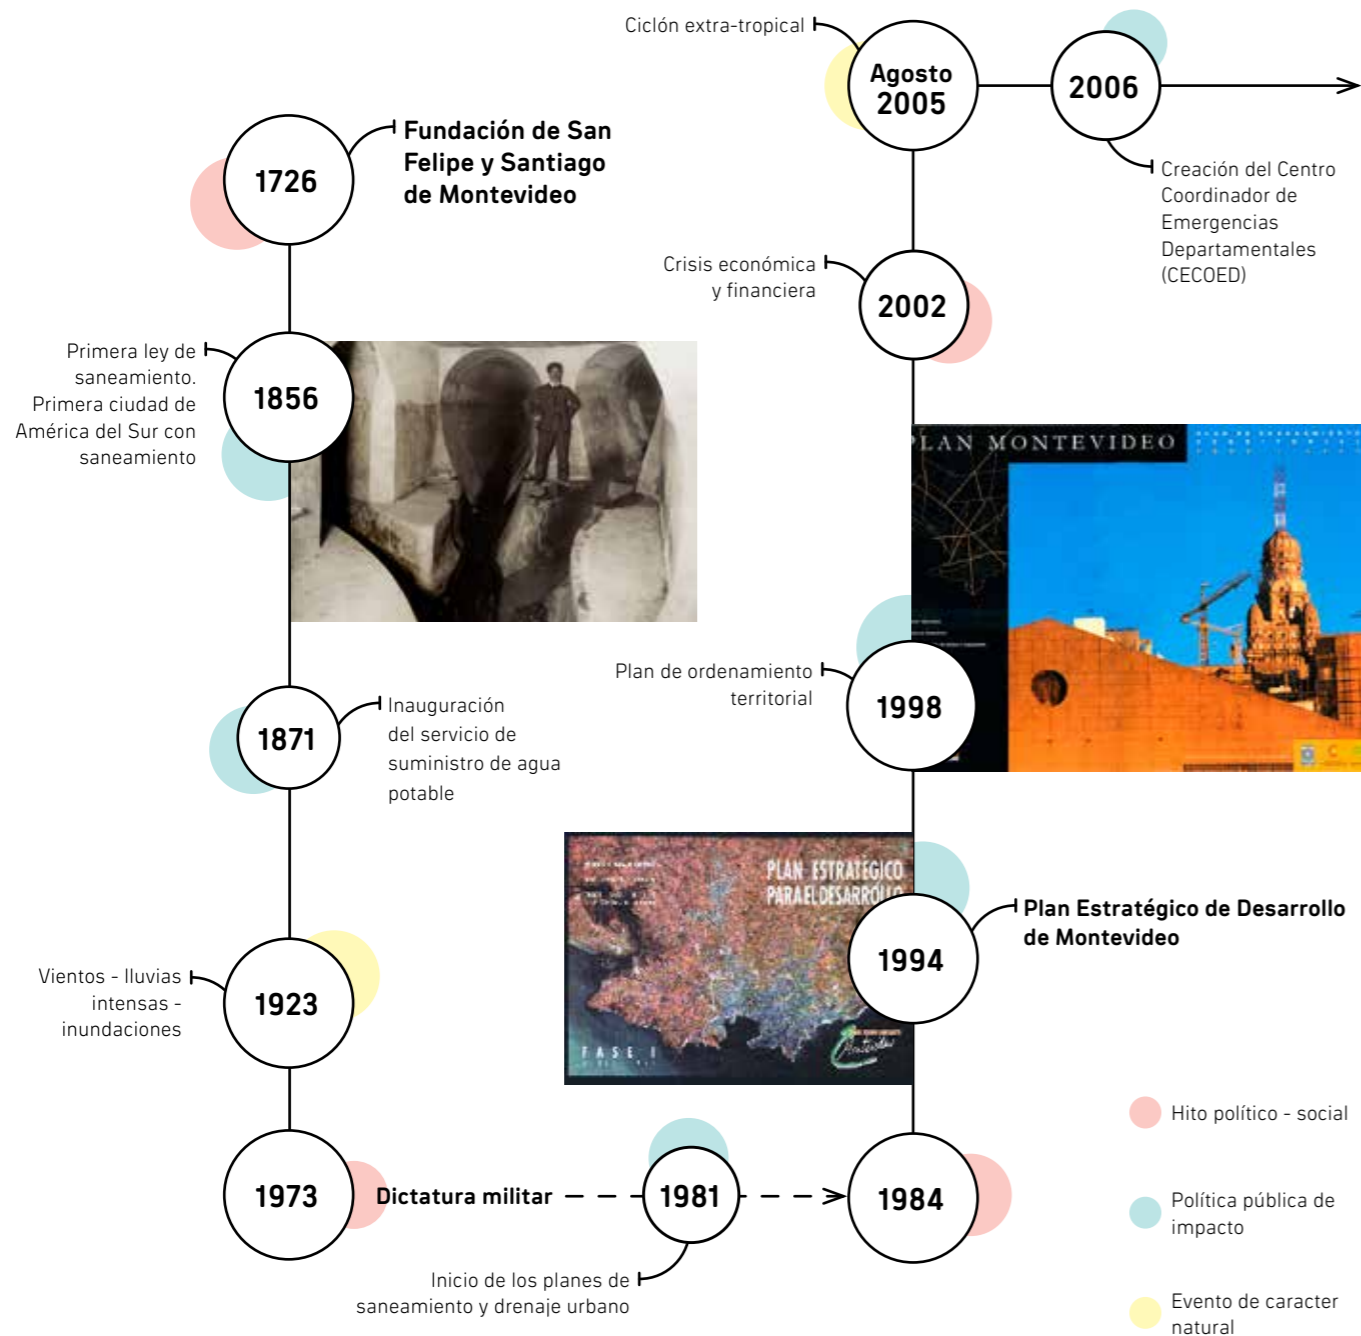 1726
Fundación de San
Felipe y Santiago
de Montevideo
Primera ley de
saneamiento.
Primera ciudad de
América del Sur con
saneamiento
1856
1871
Inauguración
del servicio de
suministro de agua
potable
Vientos - lluvias
intensas -
inundaciones
1923
1973
Dictatura militar
1981
Inicio de los planes de
saneamiento y drenaje urbano
1984
PLAN ESTRATÉGICO
PARA EL DESARROLLO
FASE I
Montevideo
1994
Plan Estratégico de Desarrollo
de Montevideo
Plan de ordenamiento
territorial
1998
PLAN MONTEVIDEO
Crisis económica
y financiera
2002
Ciclón extra-tropical
Agosto
2005
2006
Creación del Centro
Coordinador de
Emergencias
Departamentales
(CECOED)
Hito político - social
Política pública de
impacto
Evento de caracter
natural